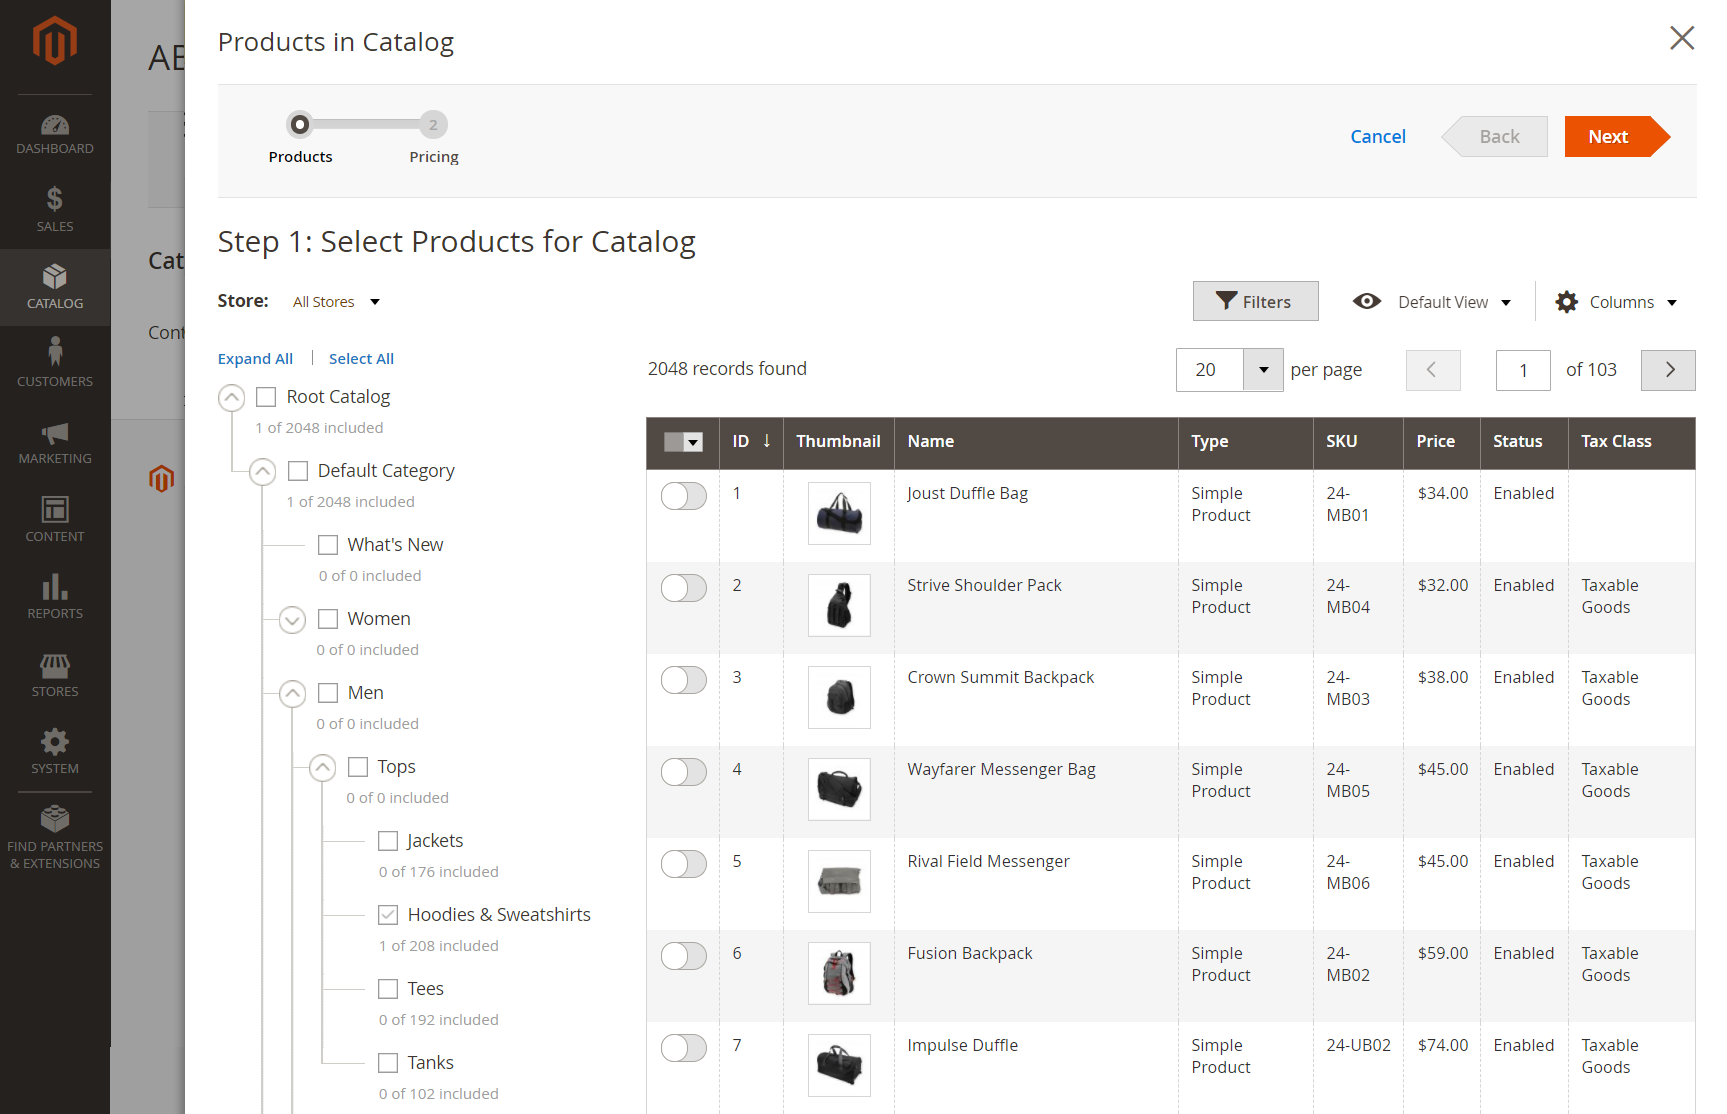 DASHBOARD
SALES
CATALOG
CUSTOMERS
MARKETING
CONTENT
REPORTS
STORES
SYSTEM
FIND PARTNERS
& EXTENSIONS
Products in Catalog
2
Products
Pricing
Cancel
Back
Next
Step 1: Select Products for Catalog
Store: All Stores
Filters
Default View
Columns
Expand All
Select All
Root Catalog
1 of 2048 included
Default Category
1 of 2048 included
What's New
0 of 0 included
Women
0 of 0 included
Men
0 of 0 included
Tops
0 of 0 included
Jackets
0 of 176 included
Hoodies & Sweatshirts
1 of 208 included
Tees
0 of 192 included
Tanks
0 of 102 included
2048 records found
20 per page
1 of 103
ID ↓ Thumbnail Name Type SKU Price Status Tax Class
1 Joust Duffle Bag Simple 24- $34.00 Enabled
Product MB01
2 Strive Shoulder Pack Simple 24- $32.00 Enabled Taxable
Product MB04 Goods
3 Crown Summit Backpack Simple 24- $38.00 Enabled Taxable
Product MB03 Goods
4 Wayfarer Messenger Bag Simple 24- $45.00 Enabled Taxable
Product MB05 Goods
5 Rival Field Messenger Simple 24- $45.00 Enabled Taxable
Product MB06 Goods
6 Fusion Backpack Simple 24- $59.00 Enabled Taxable
Product MB02 Goods
7 Impulse Duffle Simple 24-UB02 $74.00 Enabled Taxable
Product Goods